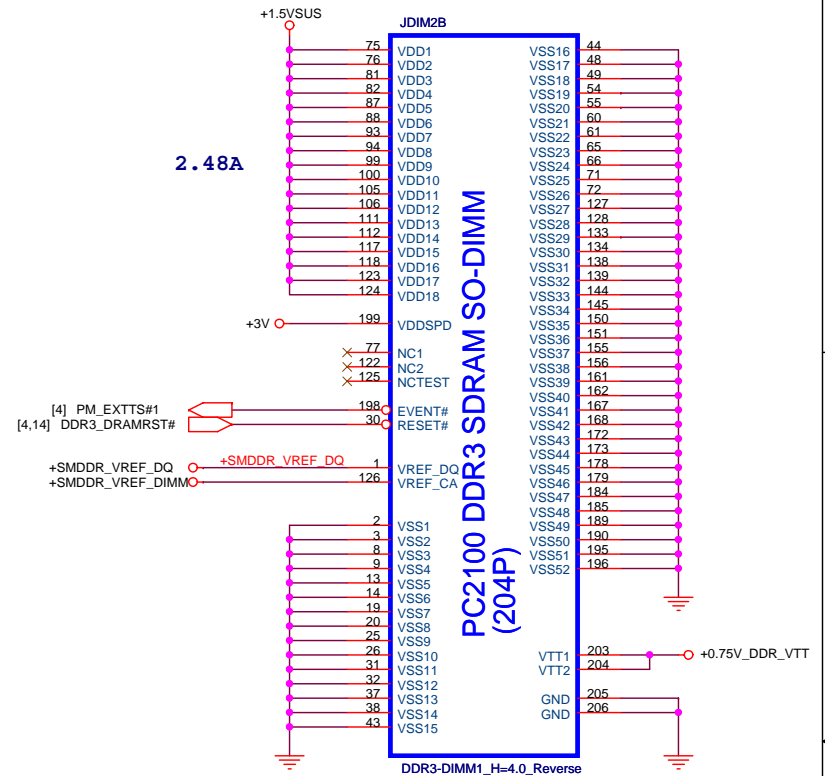 +1.5VSUS
JDIM2B
75 VDD1
76 VDD2
81 VDD3
82 VDD4
87 VDD5
88 VDD6
93 VDD7
94 VDD8
99 VDD9
100 VDD10
105 VDD11
106 VDD12
111 VDD13
112 VDD14
117 VDD15
118 VDD16
123 VDD17
124 VDD18
2.48A
+3V
199 VDDSPD
77 NC1
122 NC2
125 NCTEST
[4] PM_EXTTS#1
198 EVENT#
[4,14] DDR3_DRAMRST#
30 RESET#
+SMDDR_VREF_DQ
+SMDDR_VREF_DQ
1 VREF_DQ
+SMDDR_VREF_DIMM
126 VREF_CA
2 VSS1
3 VSS2
8 VSS3
9 VSS4
13 VSS5
14 VSS6
19 VSS7
20 VSS8
25 VSS9
26 VSS10
31 VSS11
32 VSS12
37 VSS13
38 VSS14
43 VSS15
PC2100 DDR3 SDRAM SO-DIMM
(204P)
VSS16 44
VSS17 48
VSS18 49
VSS19 54
VSS20 55
VSS21 60
VSS22 61
VSS23 65
VSS24 66
VSS25 71
VSS26 72
VSS27 127
VSS28 128
VSS29 133
VSS30 134
VSS31 138
VSS32 139
VSS33 144
VSS34 145
VSS35 150
VSS36 151
VSS37 155
VSS38 156
VSS39 161
VSS40 162
VSS41 167
VSS42 168
VSS43 172
VSS44 173
VSS45 178
VSS46 179
VSS47 184
VSS48 185
VSS49 189
VSS50 190
VSS51 195
VSS52 196
VTT1 203
VTT2 204
+0.75V_DDR_VTT
GND 205
GND 206
DDR3-DIMM1_H=4.0_Reverse